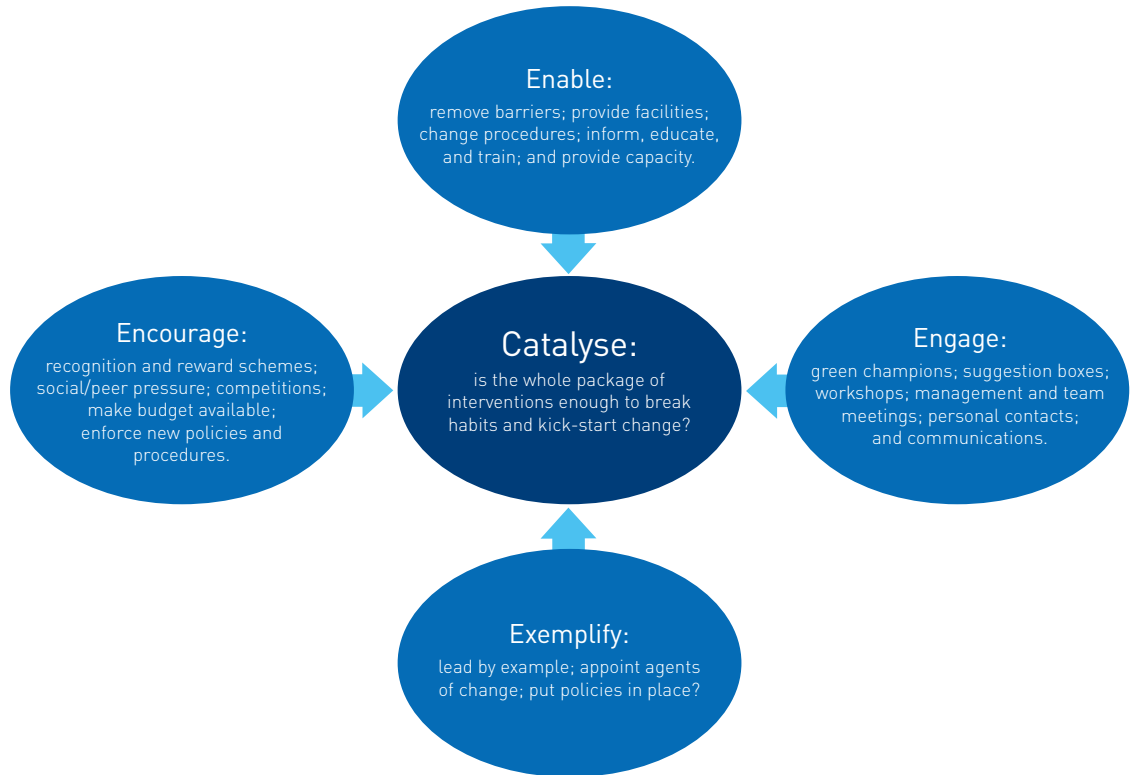 Enable:
remove barriers; provide facilities;
change procedures; inform, educate,
and train; and provide capacity.
Encourage:
recognition and reward schemes;
social/peer pressure; competitions;
make budget available;
enforce new policies and
procedures.
Catalyse:
is the whole package of
interventions enough to break
habits and kick-start change?
Engage:
green champions; suggestion boxes;
workshops; management and team
meetings; personal contacts;
and communications.
Exemplify:
lead by example; appoint agents
of change; put policies in place?